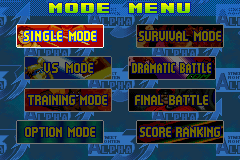 MODE MENU
SINGLE MODE
SURVIVAL MODE
VS MODE
DRAMATIC BATTLE
TRAINING MODE
FINAL BATTLE
OPTION MODE
SCORE RANKING